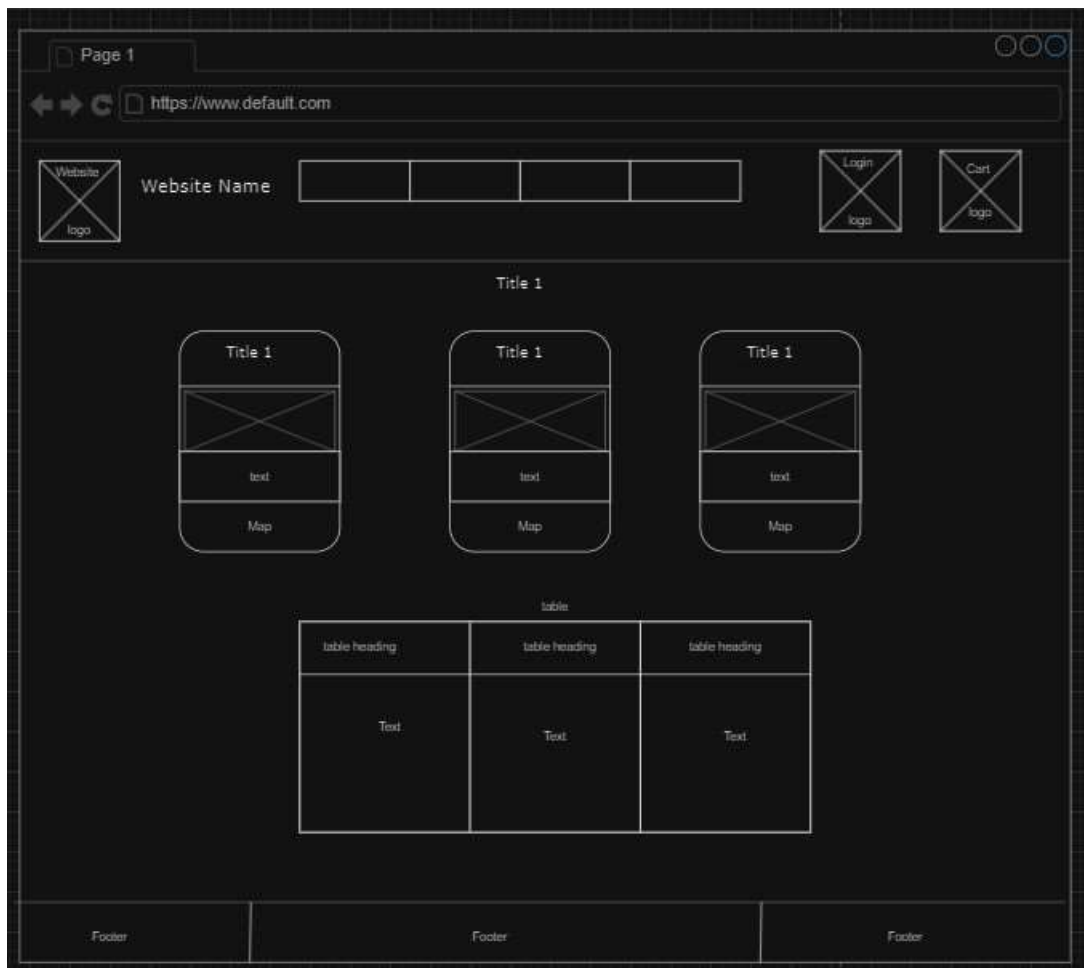 Page 1
https://www.default.com
Website
logo
Website Name
Login
logo
Cart
logo
Title 1
Title 1 Title 1 Title 1
text text text
Map Map Map
table
table heading table heading table heading
Text Text Text
Footer Footer Footer